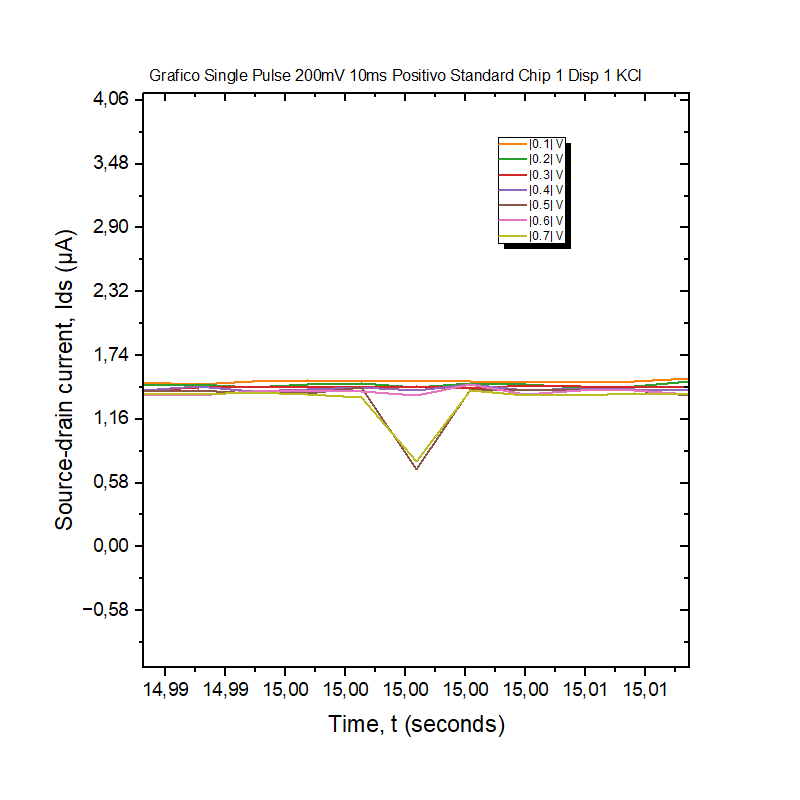 Grafico Single Pulse 200mV 10ms Positivo Standard Chip 1 Disp 1 KCl
4,06
3,48
2,90
2,32
1,74
1,16
0,58
0,00
−0,58
Source-drain current, Ids (µA)
|0.1| V
|0.2| V
|0.3| V
|0.4| V
|0.5| V
|0.6| V
|0.7| V
14,99 14,99 15,00 15,00 15,00 15,00 15,00 15,01 15,01
Time, t (seconds)